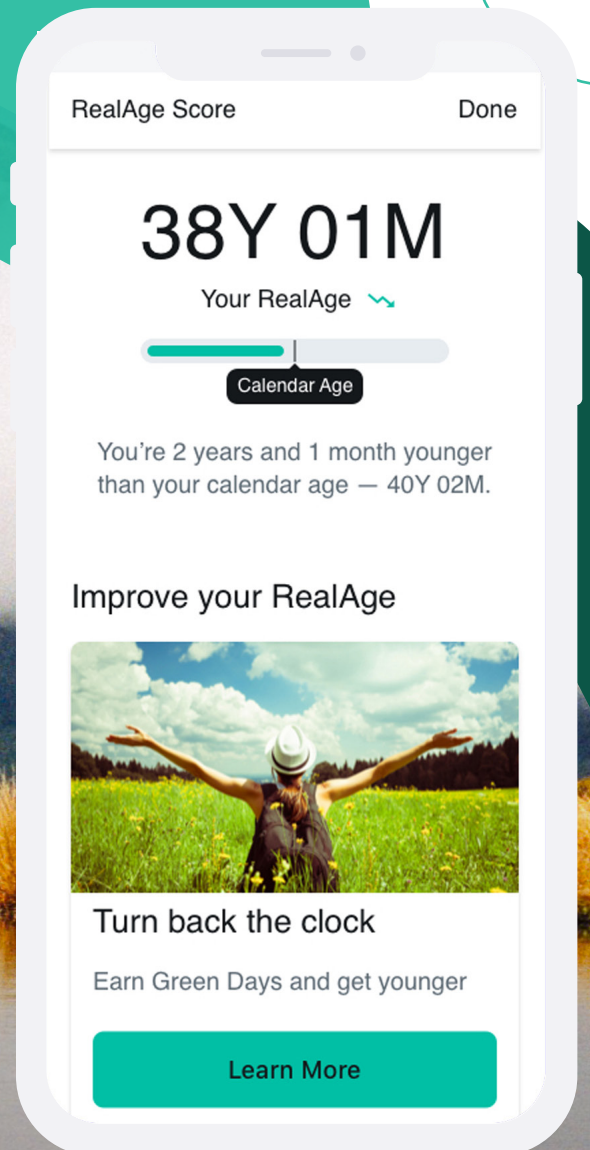 RealAge Score
Done
38Y 01M
Your RealAge
Calendar Age
You’re 2 years and 1 month younger
than your calendar age — 40Y 02M.
Improve your RealAge
Turn back the clock
Earn Green Days and get younger
Learn More